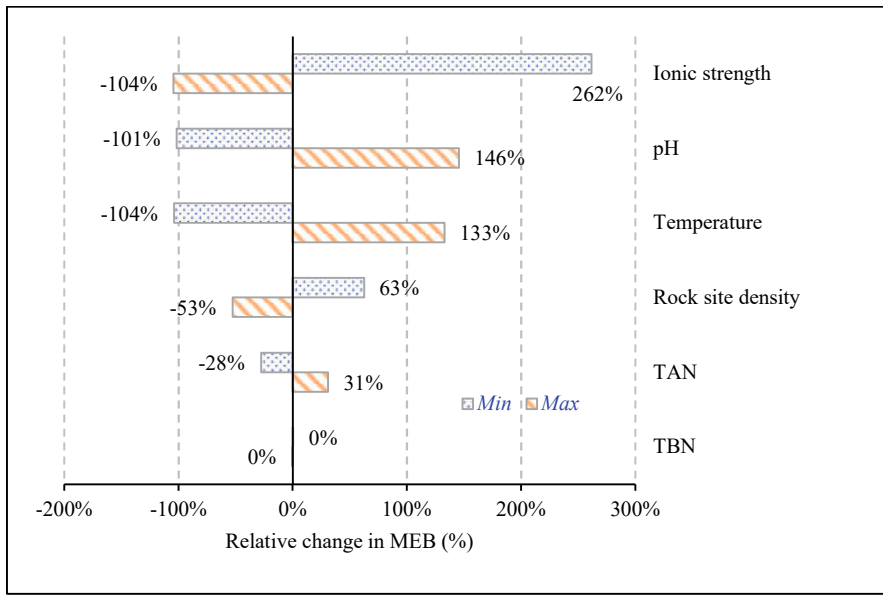 -104%
262%
Ionic strength
-101%
146%
pH
-104%
133%
Temperature
63%
-53%
Rock site density
-28%
31%
TAN
Min Max
0%
0%
TBN
-200% -100% 0% 100% 200% 300%
Relative change in MEB (%)